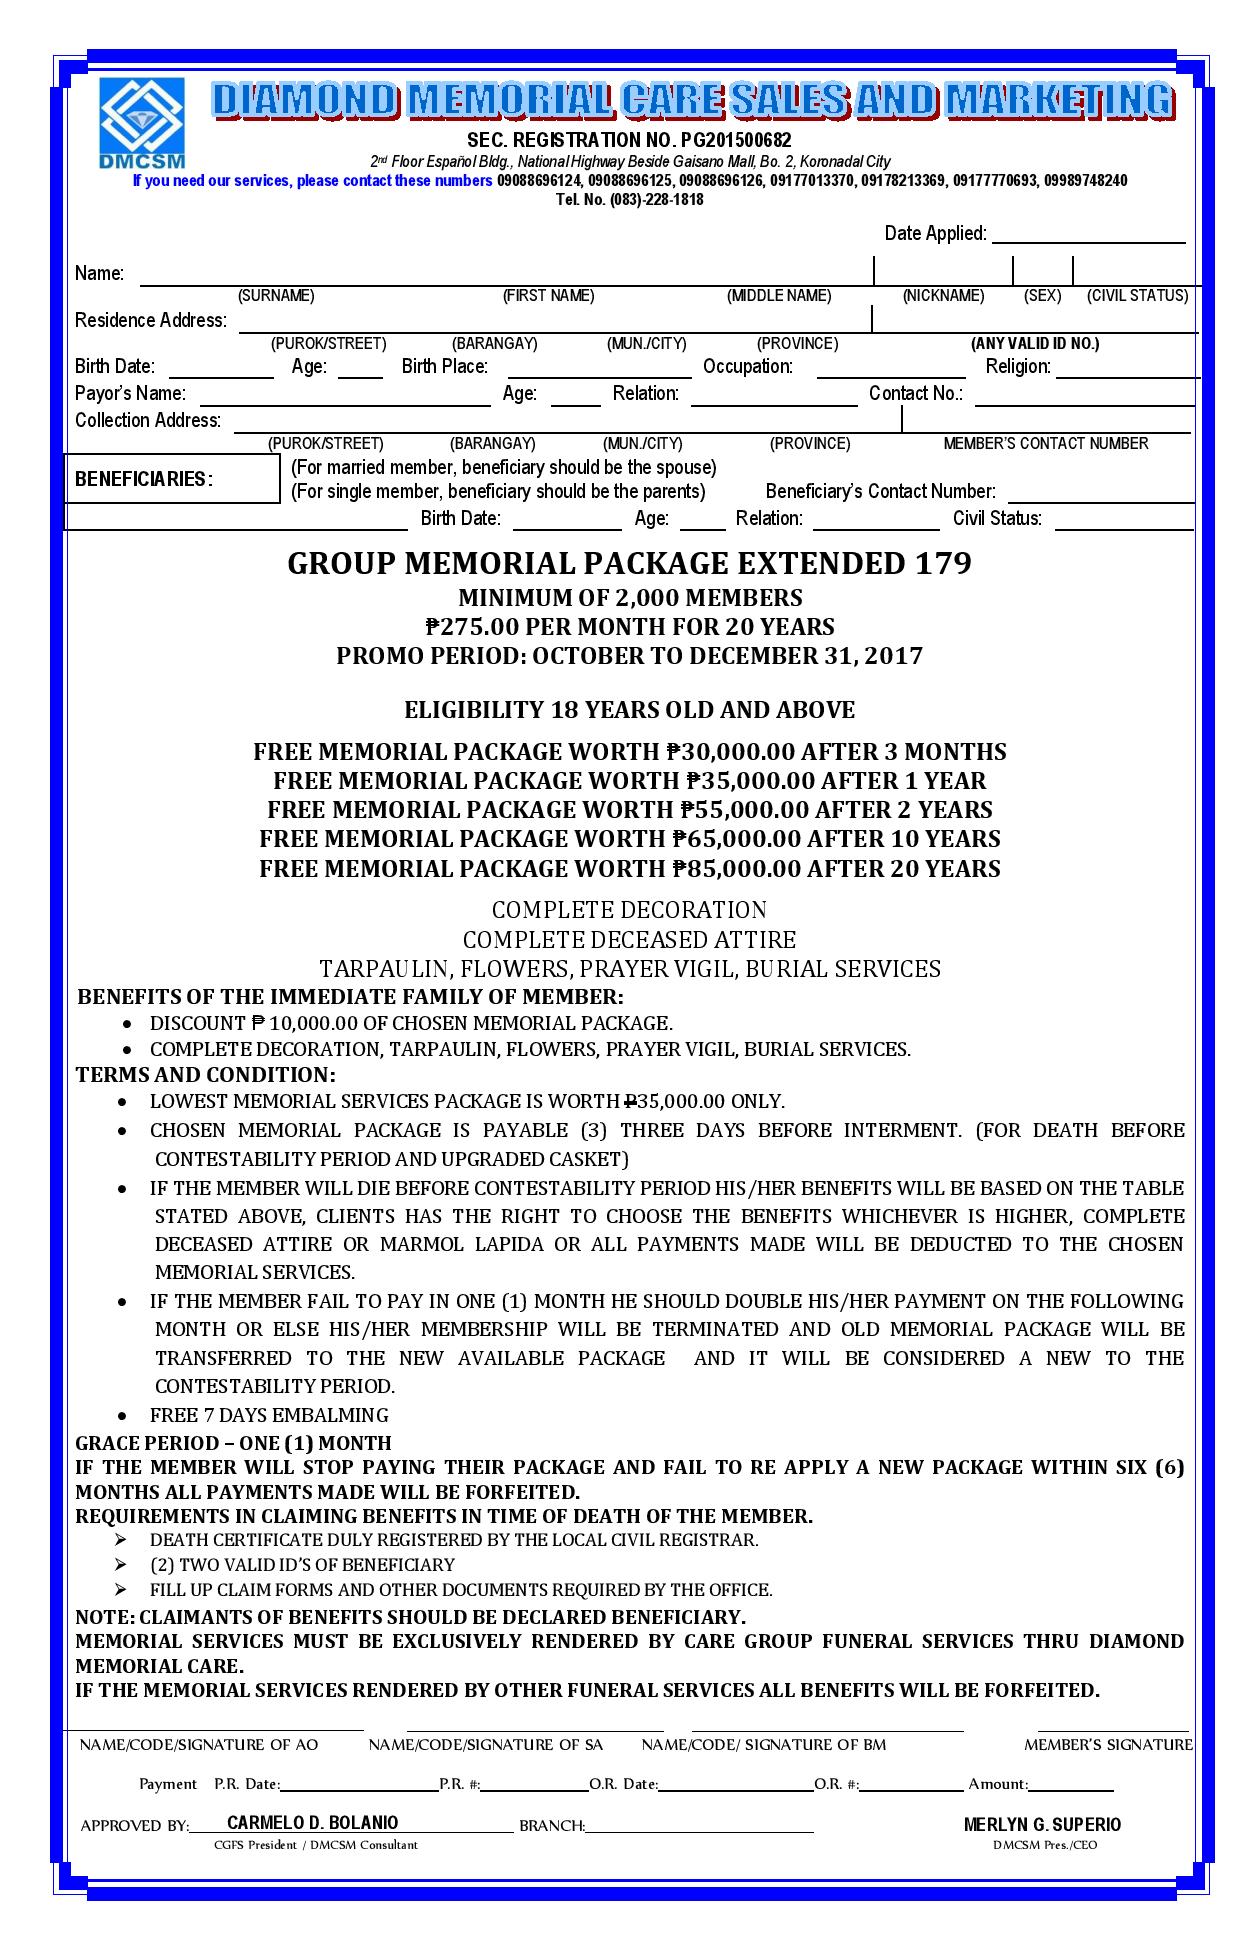 DIAMOND MEMORIAL CARE SALES AND MARKETING
DMCSM
SEC. REGISTRATION NO. PG201500682
2nd Floor Español Bldg., National Highway Beside Gaisano Mall, Bo. 2, Koronadal City
If you need our services, please contact these numbers 09088696124, 09088696125, 09088696126, 09177013370, 09178213369, 09177770693, 09989748240
Tel. No. (083)-228-1818
Date Applied:
Name:
(SURNAME) (FIRST NAME) (MIDDLE NAME) (NICKNAME) (SEX) (CIVIL STATUS)
Residence Address:
(PUROK/STREET) (BARANGAY) (MUN./CITY) (PROVINCE) (ANY VALID ID NO.)
Birth Date: Age: Birth Place: Occupation: Religion:
Payor's Name: Age: Relation: Contact No.:
Collection Address:
(PUROK/STREET) (BARANGAY) (MUN./CITY) (PROVINCE) MEMBER'S CONTACT NUMBER
BENEFICIARIES: (For married member, beneficiary should be the spouse)
(For single member, beneficiary should be the parents) Beneficiary's Contact Number:
Birth Date: Age: Relation: Civil Status:
GROUP MEMORIAL PACKAGE EXTENDED 179
MINIMUM OF 2,000 MEMBERS
₱275.00 PER MONTH FOR 20 YEARS
PROMO PERIOD: OCTOBER TO DECEMBER 31, 2017
ELIGIBILITY 18 YEARS OLD AND ABOVE
FREE MEMORIAL PACKAGE WORTH ₱30,000.00 AFTER 3 MONTHS
FREE MEMORIAL PACKAGE WORTH ₱35,000.00 AFTER 1 YEAR
FREE MEMORIAL PACKAGE WORTH ₱55,000.00 AFTER 2 YEARS
FREE MEMORIAL PACKAGE WORTH ₱65,000.00 AFTER 10 YEARS
FREE MEMORIAL PACKAGE WORTH ₱85,000.00 AFTER 20 YEARS
COMPLETE DECORATION
COMPLETE DECEASED ATTIRE
TARPAULIN, FLOWERS, PRAYER VIGIL, BURIAL SERVICES
BENEFITS OF THE IMMEDIATE FAMILY OF MEMBER:
• DISCOUNT ₱ 10,000.00 OF CHOSEN MEMORIAL PACKAGE.
• COMPLETE DECORATION, TARPAULIN, FLOWERS, PRAYER VIGIL, BURIAL SERVICES.
TERMS AND CONDITION:
• LOWEST MEMORIAL SERVICES PACKAGE IS WORTH ₱35,000.00 ONLY.
• CHOSEN MEMORIAL PACKAGE IS PAYABLE (3) THREE DAYS BEFORE INTERMENT. (FOR DEATH BEFORE
CONTESTABILITY PERIOD AND UPGRADED CASKET)
• IF THE MEMBER WILL DIE BEFORE CONTESTABILITY PERIOD HIS/HER BENEFITS WILL BE BASED ON THE TABLE
STATED ABOVE, CLIENTS HAS THE RIGHT TO CHOOSE THE BENEFITS WHICHEVER IS HIGHER, COMPLETE
DECEASED ATTIRE OR MARMOL LAPIDA OR ALL PAYMENTS MADE WILL BE DEDUCTED TO THE CHOSEN
MEMORIAL SERVICES.
• IF THE MEMBER FAIL TO PAY IN ONE (1) MONTH HE SHOULD DOUBLE HIS/HER PAYMENT ON THE FOLLOWING
MONTH OR ELSE HIS/HER MEMBERSHIP WILL BE TERMINATED AND OLD MEMORIAL PACKAGE WILL BE
TRANSFERRED TO THE NEW AVAILABLE PACKAGE AND IT WILL BE CONSIDERED A NEW TO THE
CONTESTABILITY PERIOD.
• FREE 7 DAYS EMBALMING
GRACE PERIOD – ONE (1) MONTH
IF THE MEMBER WILL STOP PAYING THEIR PACKAGE AND FAIL TO RE APPLY A NEW PACKAGE WITHIN SIX (6)
MONTHS ALL PAYMENTS MADE WILL BE FORFEITED.
REQUIREMENTS IN CLAIMING BENEFITS IN TIME OF DEATH OF THE MEMBER.
➢ DEATH CERTIFICATE DULY REGISTERED BY THE LOCAL CIVIL REGISTRAR.
➢ (2) TWO VALID ID'S OF BENEFICIARY
➢ FILL UP CLAIM FORMS AND OTHER DOCUMENTS REQUIRED BY THE OFFICE.
NOTE: CLAIMANTS OF BENEFITS SHOULD BE DECLARED BENEFICIARY.
MEMORIAL SERVICES MUST BE EXCLUSIVELY RENDERED BY CARE GROUP FUNERAL SERVICES THRU DIAMOND
MEMORIAL CARE.
IF THE MEMORIAL SERVICES RENDERED BY OTHER FUNERAL SERVICES ALL BENEFITS WILL BE FORFEITED.
NAME/CODE/SIGNATURE OF AO NAME/CODE/SIGNATURE OF SA NAME/CODE/ SIGNATURE OF BM MEMBER'S SIGNATURE
Payment P.R. Date: P.R. #: O.R. Date: O.R. #: Amount:
APPROVED BY: CARMELO D. BOLANIO BRANCH: MERLYN G. SUPERIO
CGFS President / DMCSM Consultant DMCSM Pres./CEO